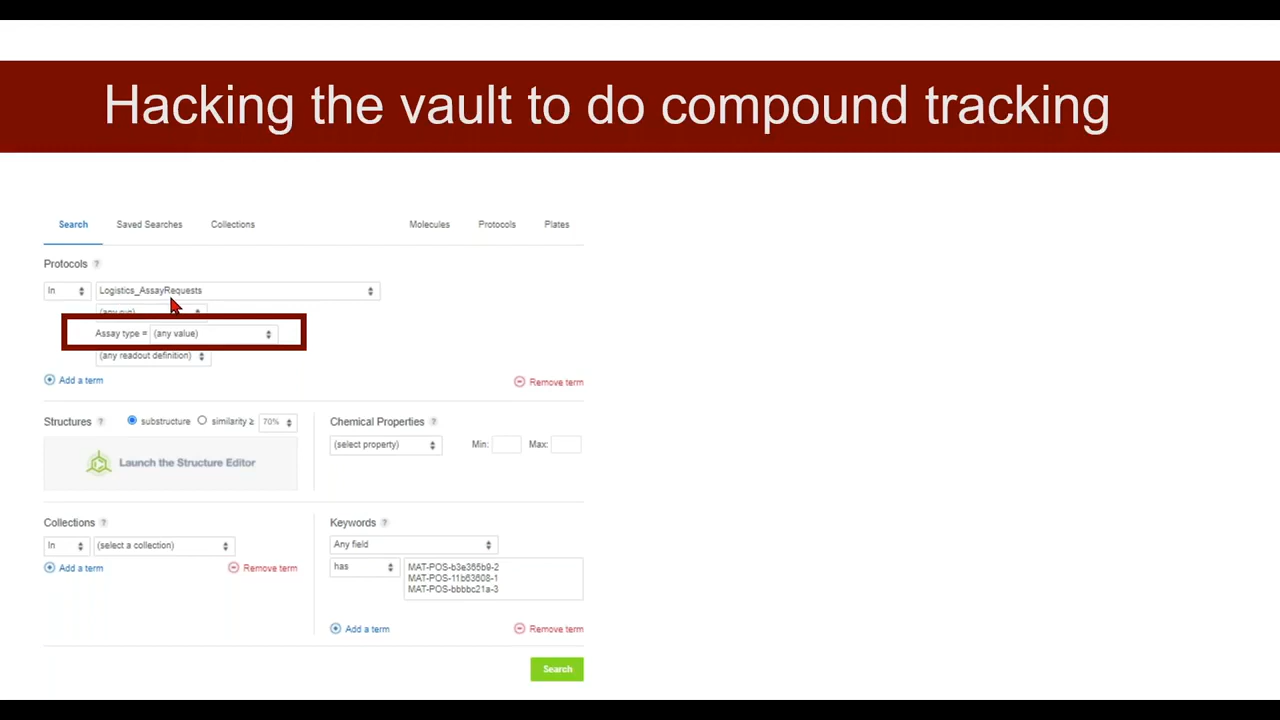 Hacking the vault to do compound tracking
Search Saved Searches Collections Molecules Protocols Plates
Protocols ?
In Logistics_AssayRequests
(any run)
Assay type = (any value)
(any readout definition)
Add a term Remove term
Structures ? substructure similarity ≥ 70% Chemical Properties ?
(select property) Min: Max:
Launch the Structure Editor
Collections ? Keywords ?
In (select a collection) Any field
Add a term Remove term has MAT-POS-b3e365b9-2
MAT-POS-11b63608-1
MAT-POS-bbbbc21a-3
Add a term Remove term
Search